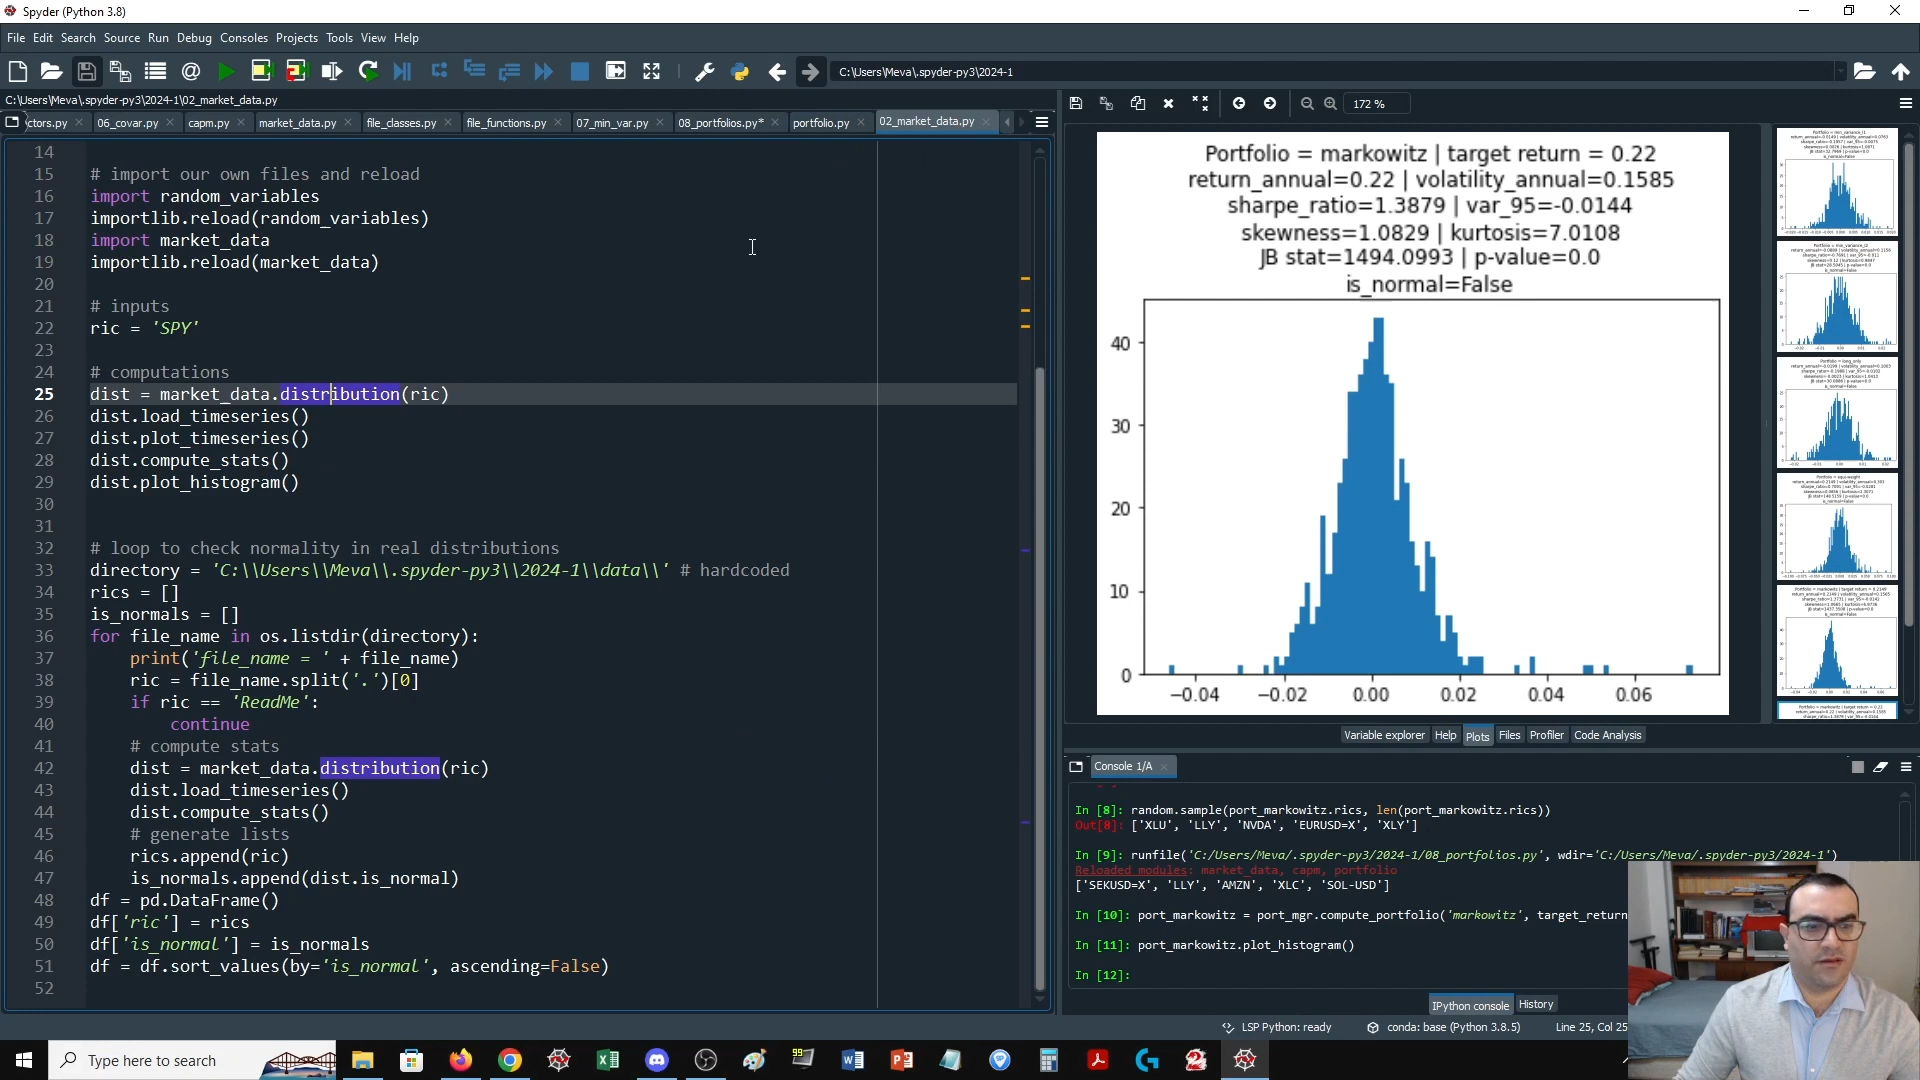 Spyder (Python 3.8)
File Edit Search Source Run Debug Consoles Projects Tools View Help
C:\Users\Meva\.spyder-py3\2024-1
C:\Users\Meva\.spyder-py3\2024-1\02_market_data.py
ctors.py 06_covar.py capm.py market_data.py file_classes.py file_functions.py 07_min_var.py 08_portfolios.py* portfolio.py 02_market_data.py
14
15 # import our own files and reload
16 import random_variables
17 importlib.reload(random_variables)
18 import market_data
19 importlib.reload(market_data)
20
21 # inputs
22 ric = 'SPY'
23
24 # computations
25 dist = market_data.distribution(ric)
26 dist.load_timeseries()
27 dist.plot_timeseries()
28 dist.compute_stats()
29 dist.plot_histogram()
30
31
32 # loop to check normality in real distributions
33 directory = 'C:\\Users\\Meva\\.spyder-py3\\2024-1\\data\\' # hardcoded
34 rics = []
35 is_normals = []
36 for file_name in os.listdir(directory):
37 print('file_name = ' + file_name)
38 ric = file_name.split('.')[0]
39 if ric == 'ReadMe':
40 continue
41 # compute stats
42 dist = market_data.distribution(ric)
43 dist.load_timeseries()
44 dist.compute_stats()
45 # generate lists
46 rics.append(ric)
47 is_normals.append(dist.is_normal)
48 df = pd.DataFrame()
49 df['ric'] = rics
50 df['is_normal'] = is_normals
51 df = df.sort_values(by='is_normal', ascending=False)
52
172 %
Portfolio = markowitz | target return = 0.22
return_annual=0.22 | volatility_annual=0.1585
sharpe_ratio=1.3879 | var_95=-0.0144
skewness=1.0829 | kurtosis=7.0108
JB stat=1494.0993 | p-value=0.0
is_normal=False
40
30
20
10
0
−0.04 −0.02 0.00 0.02 0.04 0.06
Variable explorer Help Plots Files Profiler Code Analysis
Console 1/A
In [8]: random.sample(port_markowitz.rics, len(port_markowitz.rics))
Out[8]: ['XLU', 'LLY', 'NVDA', 'EURUSD=X', 'XLY']
In [9]: runfile('C:/Users/Meva/.spyder-py3/2024-1/08_portfolios.py', wdir='C:/Users/Meva/.spyder-py3/2024-1')
Reloaded modules: market_data, capm, portfolio
['SEKUSD=X', 'LLY', 'AMZN', 'XLC', 'SOL-USD']
In [10]: port_markowitz = port_mgr.compute_portfolio('markowitz', target_return
In [11]: port_markowitz.plot_histogram()
In [12]:
IPython console History
LSP Python: ready conda: base (Python 3.8.5) Line 25, Col 25
Type here to search